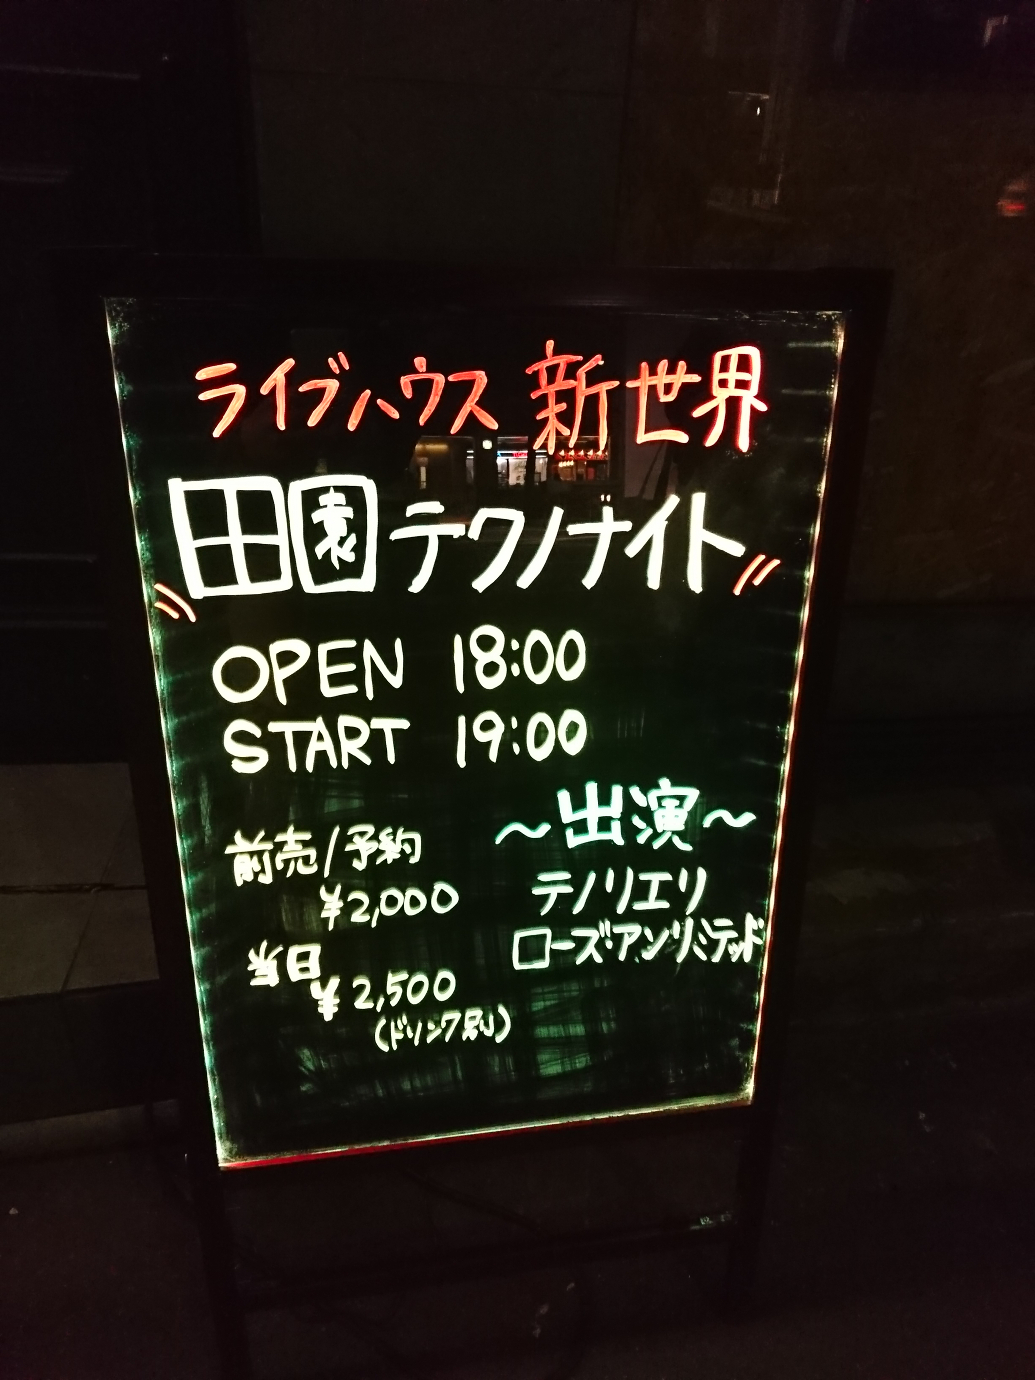 ライブハウス 新世界
田園テクノナイト
OPEN 18:00
START 19:00
前売/予約
¥2,000
当日
¥2,500
(ドリンク別)
〜出演〜
テノリエリ
ローズ・アンリミテッド